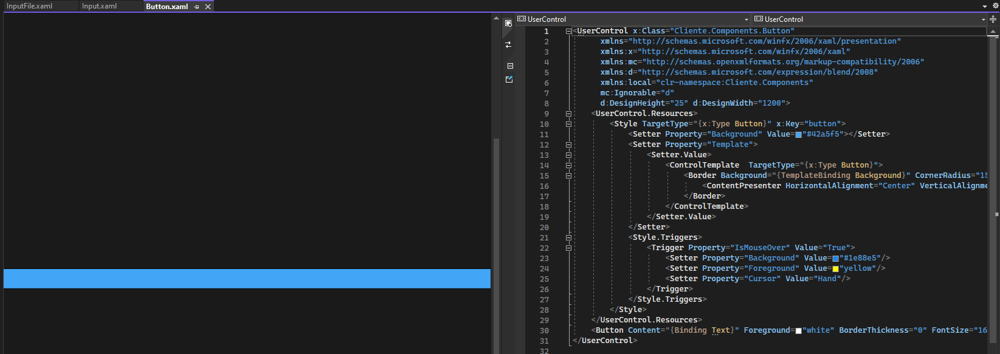 InputFile.xaml Input.xaml Button.xaml
UserControl UserControl
1 <UserControl x:Class="Cliente.Components.Button"
2 xmlns="http://schemas.microsoft.com/winfx/2006/xaml/presentation"
3 xmlns:x="http://schemas.microsoft.com/winfx/2006/xaml"
4 xmlns:mc="http://schemas.openxmlformats.org/markup-compatibility/2006"
5 xmlns:d="http://schemas.microsoft.com/expression/blend/2008"
6 xmlns:local="clr-namespace:Cliente.Components"
7 mc:Ignorable="d"
8 d:DesignHeight="25" d:DesignWidth="1200">
9 <UserControl.Resources>
10 <Style TargetType="{x:Type Button}" x:Key="button">
11 <Setter Property="Background" Value="#42a5f5"></Setter>
12 <Setter Property="Template">
13 <Setter.Value>
14 <ControlTemplate TargetType="{x:Type Button}">
15 <Border Background="{TemplateBinding Background}" CornerRadius="15
16 <ContentPresenter HorizontalAlignment="Center" VerticalAlignme
17 </Border>
18 </ControlTemplate>
19 </Setter.Value>
20 </Setter>
21 <Style.Triggers>
22 <Trigger Property="IsMouseOver" Value="True">
23 <Setter Property="Background" Value="#1e88e5"/>
24 <Setter Property="Foreground" Value="yellow"/>
25 <Setter Property="Cursor" Value="Hand"/>
26 </Trigger>
27 </Style.Triggers>
28 </Style>
29 </UserControl.Resources>
30 <Button Content="{Binding Text}" Foreground="white" BorderThickness="0" FontSize="16
31 </UserControl>
32